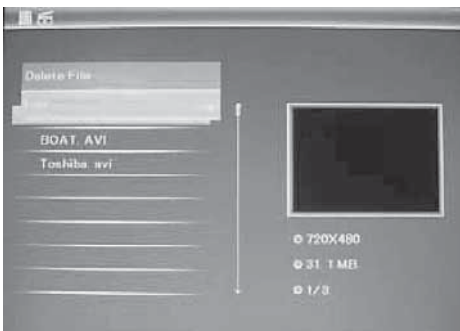 Delete File
BOAT. AVI
Toshiba. avi
720X480
31. 1 MB
1/3